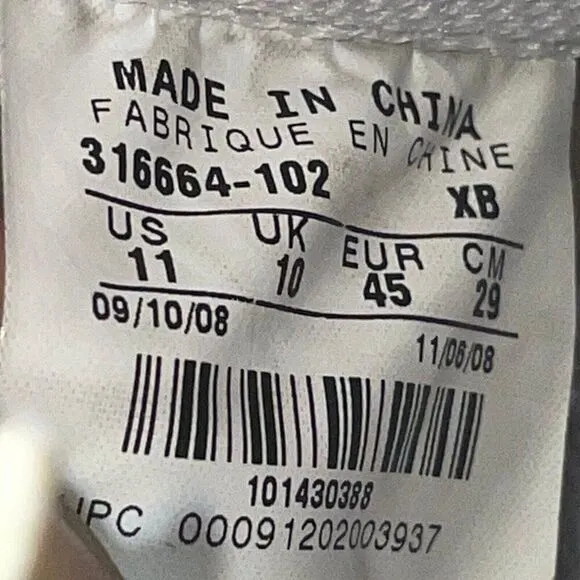 MADE IN CHINA
FABRIQUE EN CHINE
316664-102 XB
US UK EUR CM
11 10 45 29
09/10/08 11/06/08
101430388
UPC 00091202003937